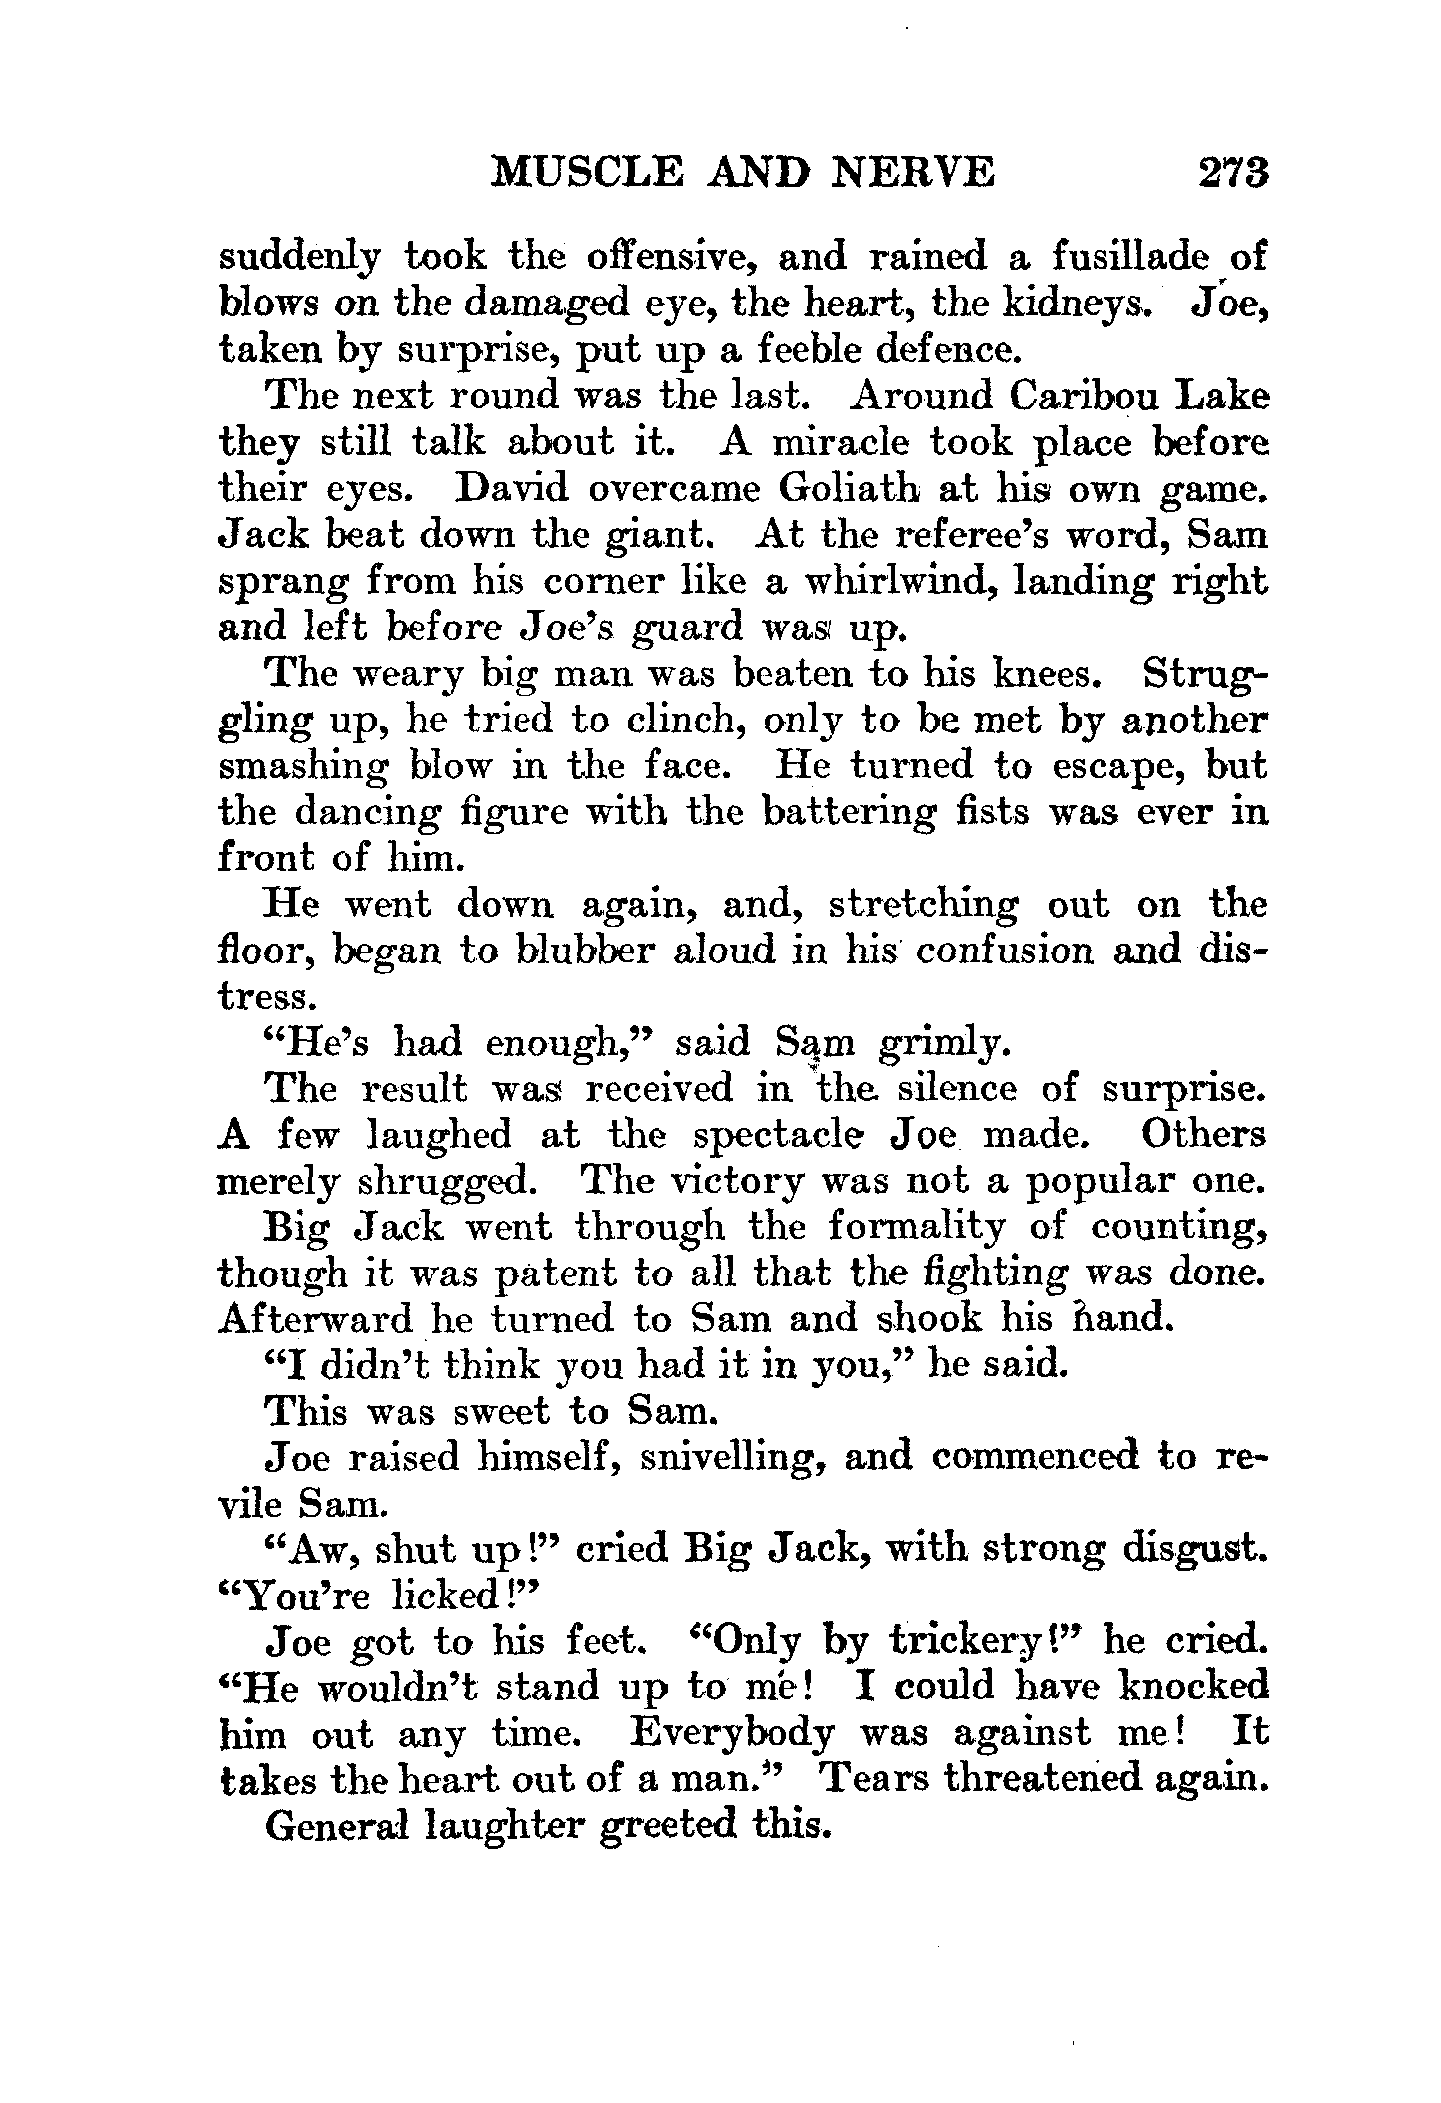 MUSCLE AND NERVE 273
suddenly took the offensive, and rained a fusillade of
blows on the damaged eye, the heart, the kidneys. Joe,
taken by surprise, put up a feeble defence.
The next round was the last. Around Caribou Lake
they still talk about it. A miracle took place before
their eyes. David overcame Goliath at his own game.
Jack beat down the giant. At the referee's word, Sam
sprang from his corner like a whirlwind, landing right
and left before Joe's guard was up.
The weary big man was beaten to his knees. Strug-
gling up, he tried to clinch, only to be met by another
smashing blow in the face. He turned to escape, but
the dancing figure with the battering fists was ever in
front of him.
He went down again, and, stretching out on the
floor, began to blubber aloud in his confusion and dis-
tress.
"He's had enough," said Sam grimly.
The result was received in the silence of surprise.
A few laughed at the spectacle Joe made. Others
merely shrugged. The victory was not a popular one.
Big Jack went through the formality of counting,
though it was patent to all that the fighting was done.
Afterward he turned to Sam and shook his hand.
"I didn't think you had it in you," he said.
This was sweet to Sam.
Joe raised himself, snivelling, and commenced to re-
vile Sam.
"Aw, shut up!" cried Big Jack, with strong disgust.
"You're licked!"
Joe got to his feet. "Only by trickery!" he cried.
"He wouldn't stand up to me! I could have knocked
him out any time. Everybody was against me! It
takes the heart out of a man." Tears threatened again.
General laughter greeted this.